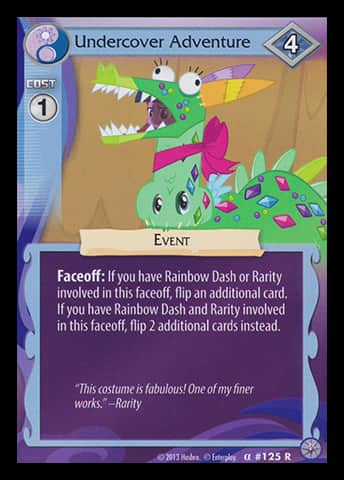 Undercover Adventure
4
COST
1
EVENT
Faceoff: If you have Rainbow Dash or Rarity
involved in this faceoff, flip an additional card.
If you have Rainbow Dash and Rarity involved
in this faceoff, flip 2 additional cards instead.
"This costume is fabulous! One of my finer
works." –Rarity
© 2013 Hasbro. © Enterplay α #125 R